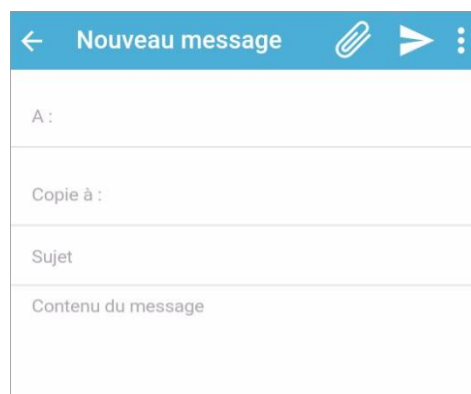 Nouveau message
A :
Copie à :
Sujet
Contenu du message